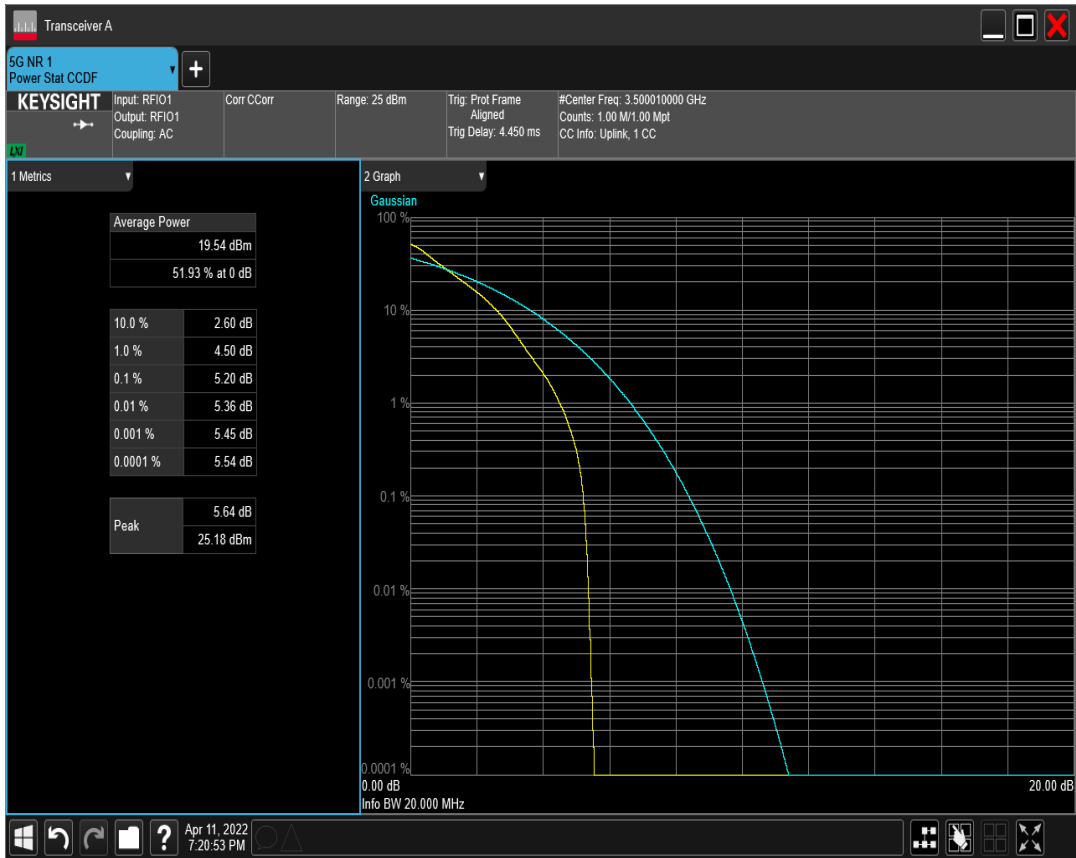 Transceiver A
5G NR 1
Power Stat CCDF
+
KEYSIGHT
LXI
Input: RFIO1
Output: RFIO1
Coupling: AC
Corr CCorr
Range: 25 dBm
Trig: Prot Frame
Aligned
Trig Delay: 4.450 ms
#Center Freq: 3.500010000 GHz
Counts: 1.00 M/1.00 Mpt
CC Info: Uplink, 1 CC
1 Metrics
Average Power
19.54 dBm
51.93 % at 0 dB
10.0 % 2.60 dB
1.0 % 4.50 dB
0.1 % 5.20 dB
0.01 % 5.36 dB
0.001 % 5.45 dB
0.0001 % 5.54 dB
Peak
5.64 dB
25.18 dBm
2 Graph
Gaussian
100 %
10 %
1 %
0.1 %
0.01 %
0.001 %
0.0001 %
0.00 dB 20.00 dB
Info BW 20.000 MHz
?
Apr 11, 2022
7:20:53 PM